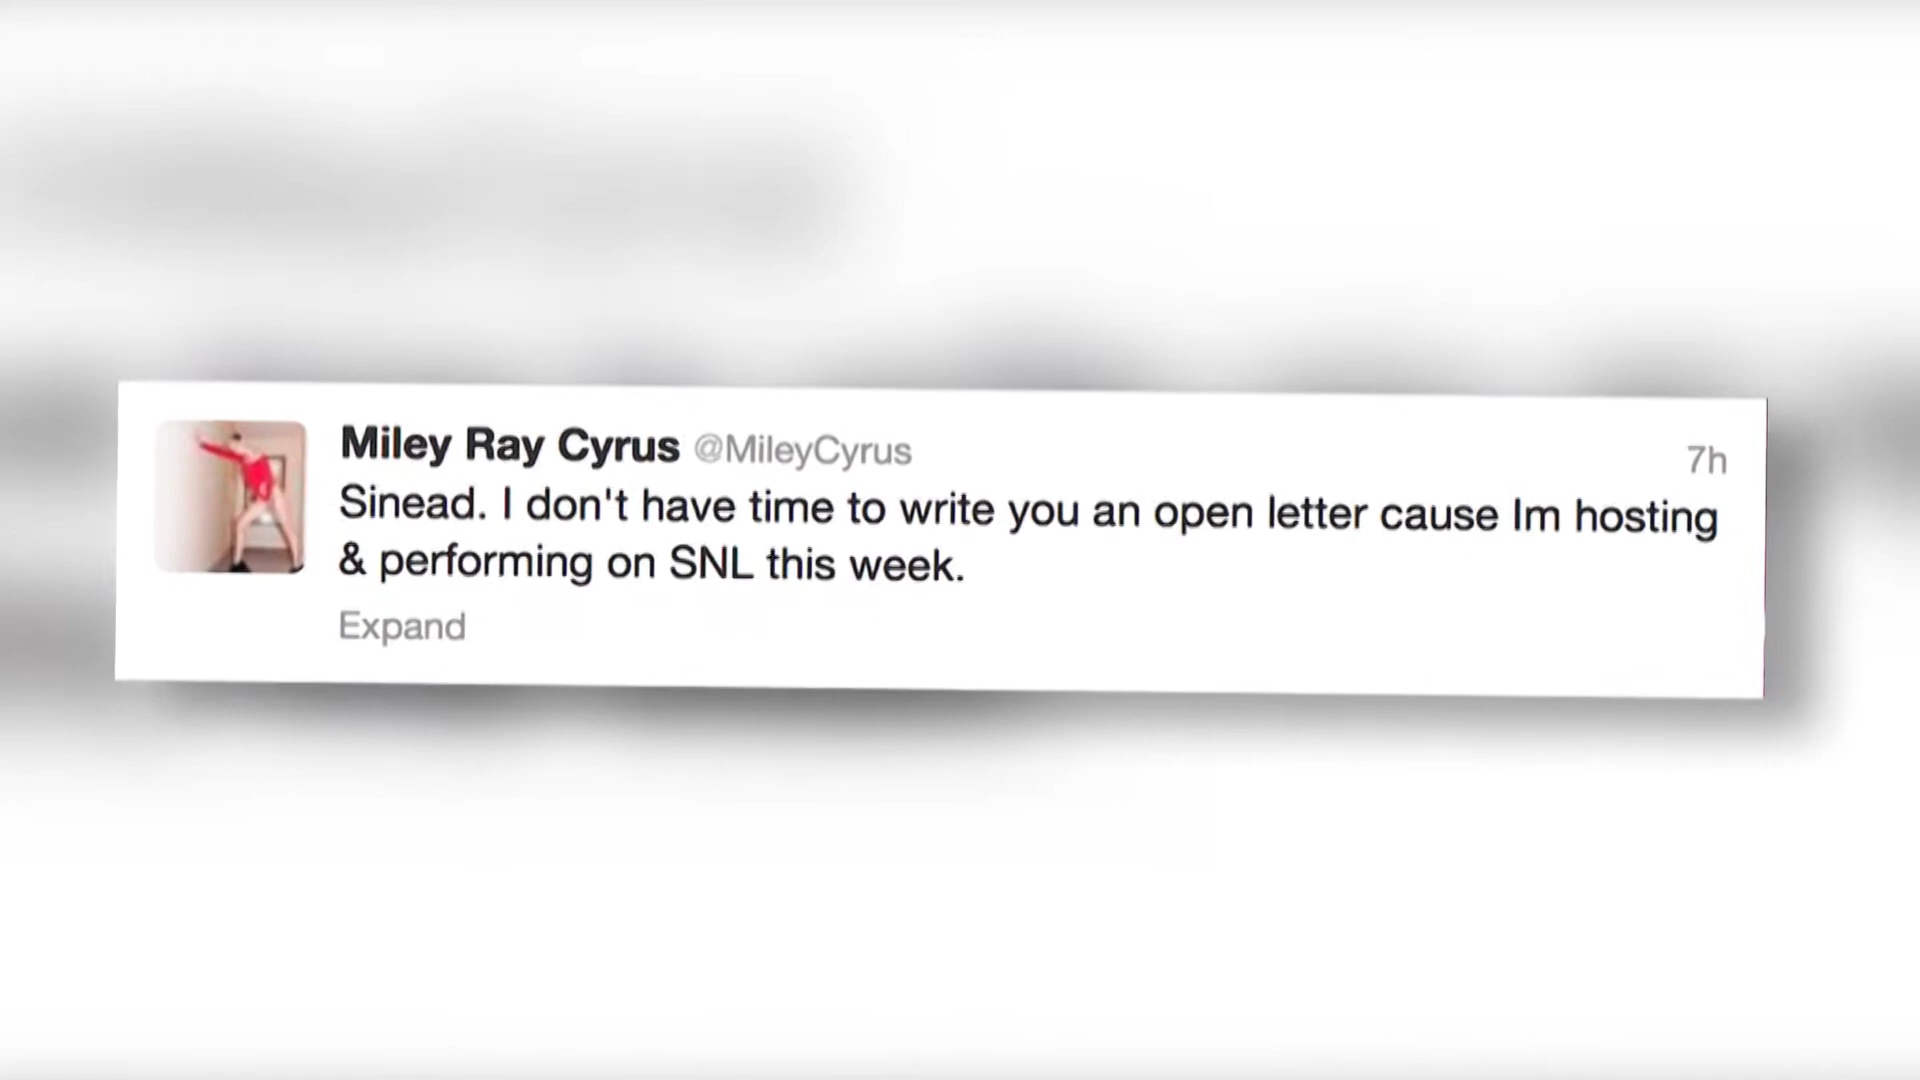 Miley Ray Cyrus @MileyCyrus 7h
Sinead. I don't have time to write you an open letter cause Im hosting
& performing on SNL this week.
Expand